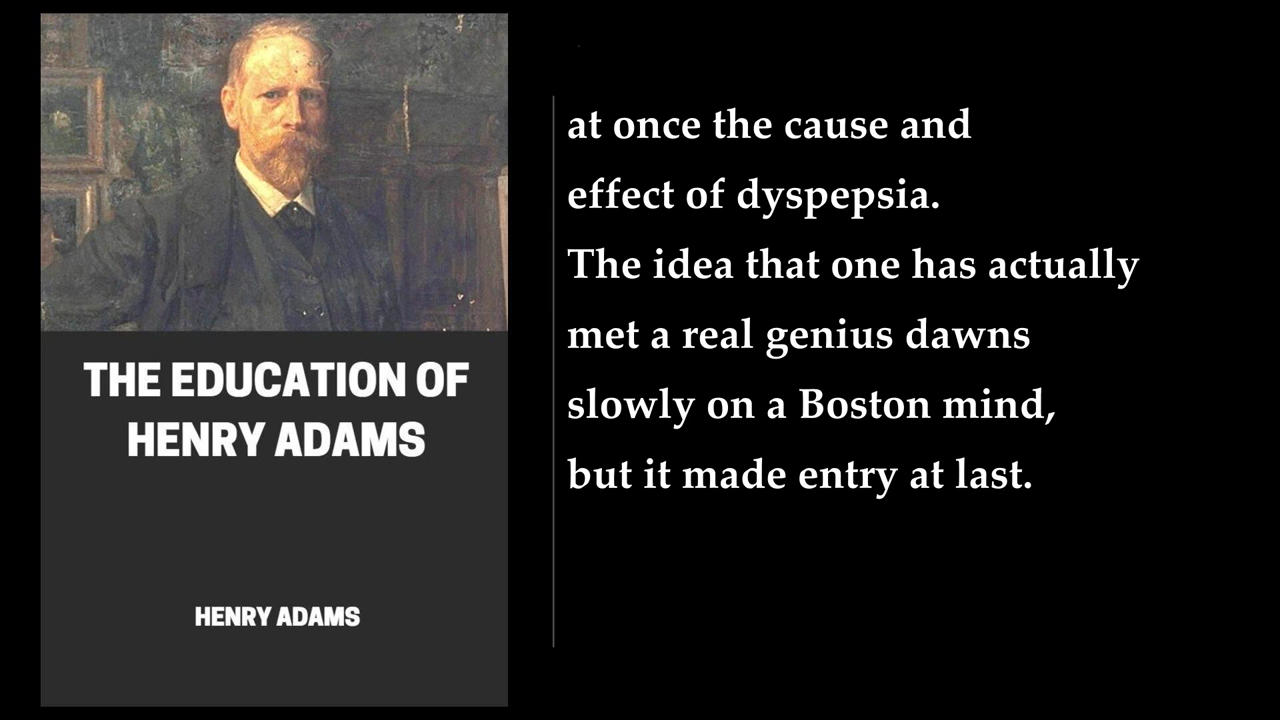 THE EDUCATION OF
HENRY ADAMS
HENRY ADAMS
at once the cause and
effect of dyspepsia.
The idea that one has actually
met a real genius dawns
slowly on a Boston mind,
but it made entry at last.